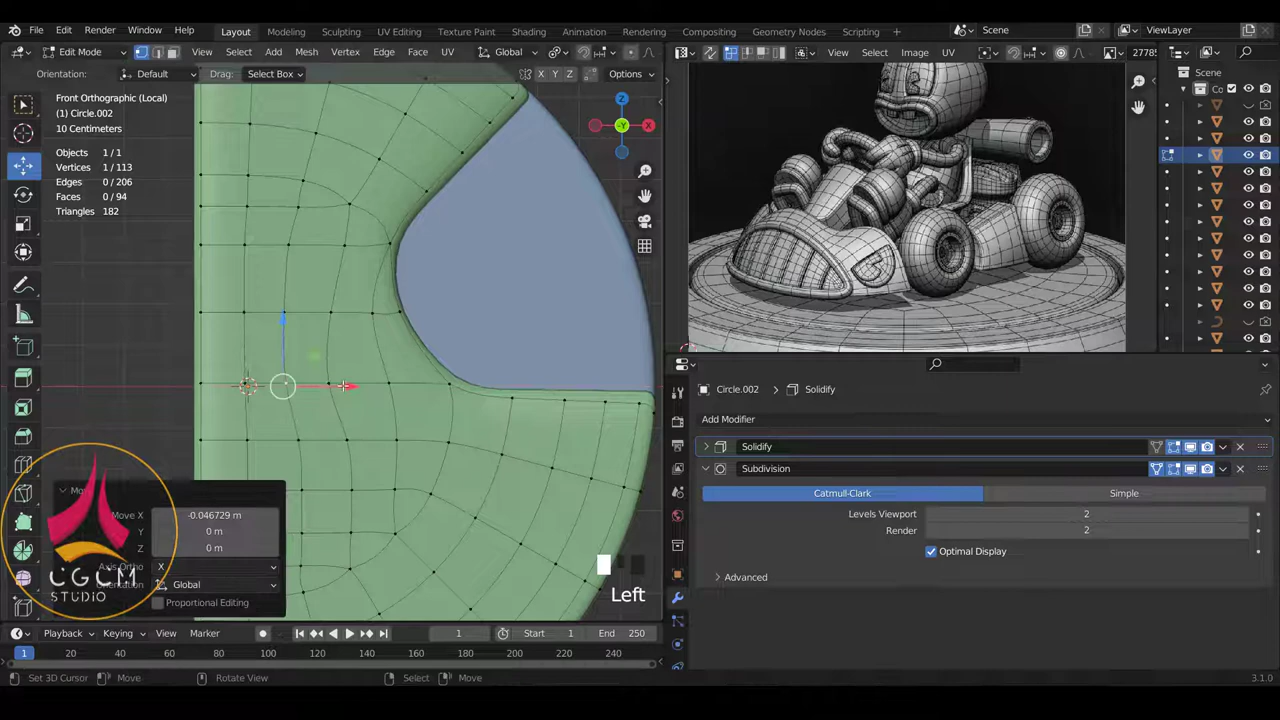 File Edit Render Window Help Layout Modeling Sculpting UV Editing Texture Paint Shading Animation Rendering Compositing Geometry Nodes Scripting Scene ViewLayer
Edit Mode View Select Add Mesh Vertex Edge Face UV Global View Select Image UV 27785
Orientation: Default Drag: Select Box X Y Z Options Scene
Front Orthographic (Local)
(1) Circle.002
10 Centimeters
Objects 1/1
Vertices 1/113
Edges 0/206
Faces 0/94
Triangles 182
Z
-Y
X
Co
Circle.002 Solidify
Add Modifier
Solidify
Subdivision
Catmull-Clark Simple
Levels Viewport 2
Render 2
Optimal Display
Advanced
Move X -0.046729 m
Y 0 m
Z 0 m
Axis Ortho X
Global
Proportional Editing
CGCM
STUDIO
Left
Playback Keying View Marker 1 Start 1 End 250
1 20 40 60 80 100 120 140 160 180 200 220 240
Set 3D Cursor Move Rotate View Select Move 3.1.0